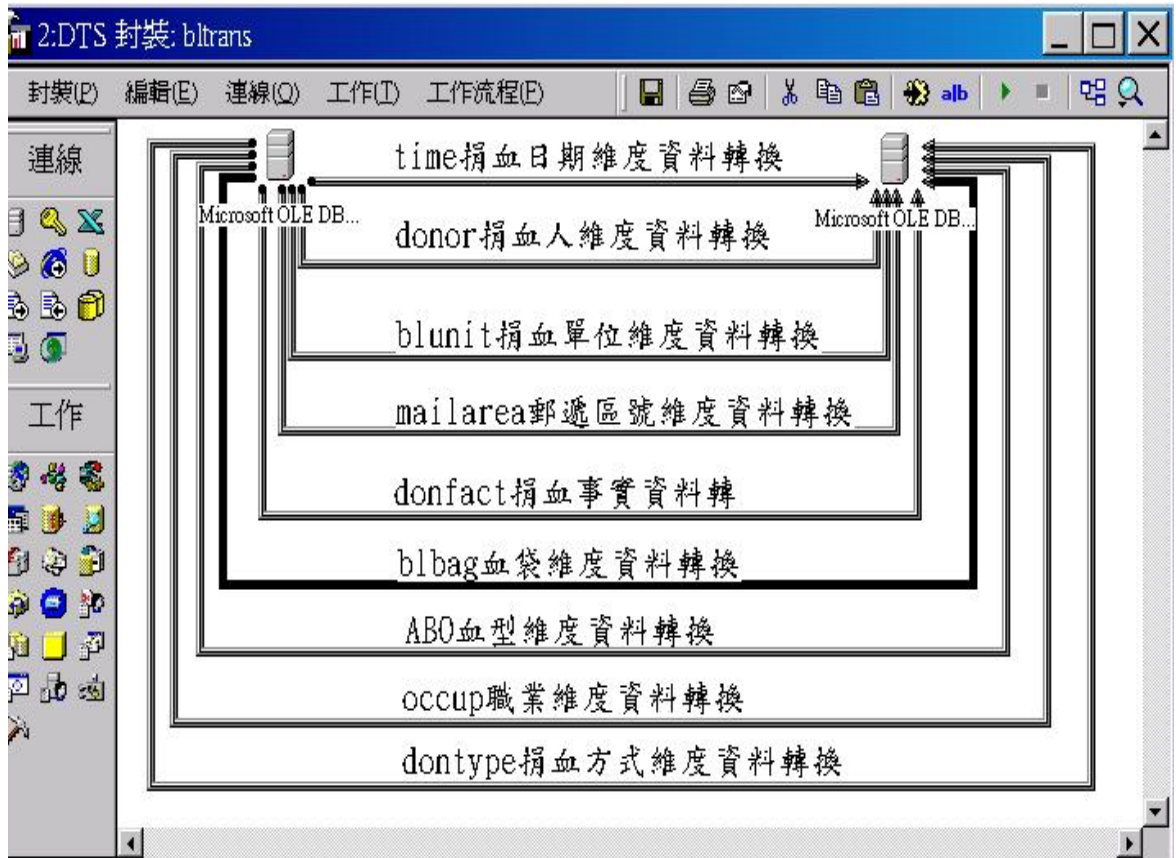 2:DTS 封裝: bltrans
封裝(P) 編輯(E) 連線(O) 工作(T) 工作流程(F)
連線
time捐血日期維度資料轉換
Microsoft OLE DB...
Microsoft OLE DB...
donor捐血人維度資料轉換
blunit捐血單位維度資料轉換
mailarea郵遞區號維度資料轉換
工作
donfact捐血事實資料轉
blbag血袋維度資料轉換
ABO血型維度資料轉換
occup職業維度資料轉換
dontype捐血方式維度資料轉換